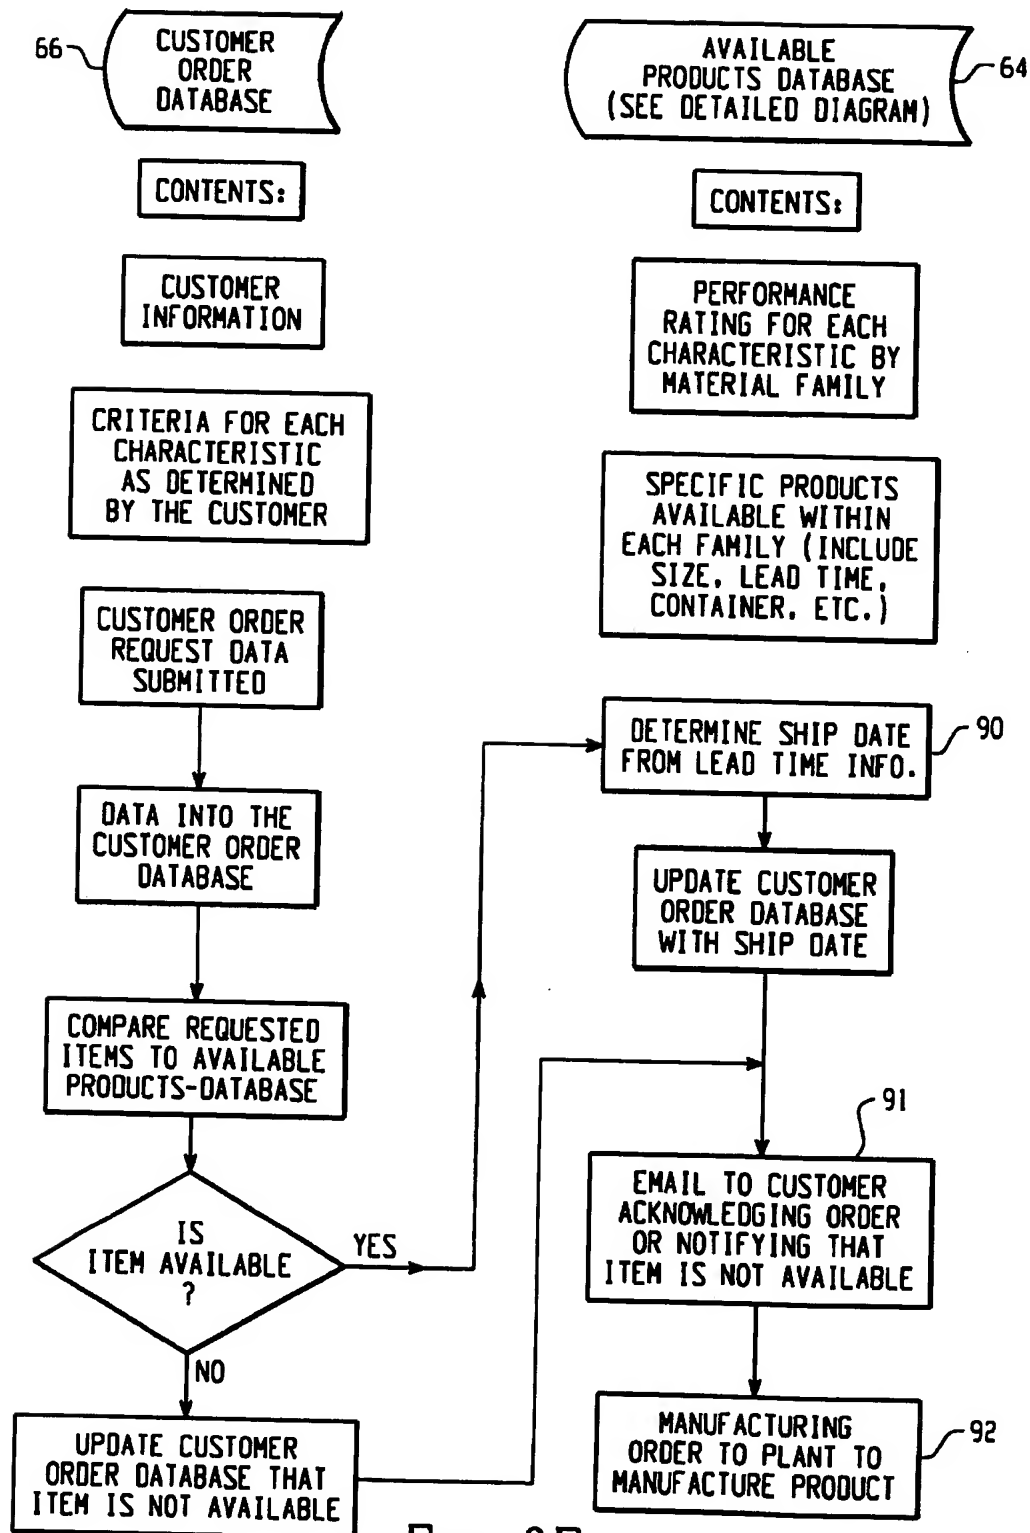 66
CUSTOMER
ORDER
DATABASE
CONTENTS:
CUSTOMER
INFORMATION
CRITERIA FOR EACH
CHARACTERISTIC
AS DETERMINED
BY THE CUSTOMER
CUSTOMER ORDER
REQUEST DATA
SUBMITTED
DATA INTO THE
CUSTOMER ORDER
DATABASE
COMPARE REQUESTED
ITEMS TO AVAILABLE
PRODUCTS-DATABASE
IS
ITEM AVAILABLE
?
YES
NO
UPDATE CUSTOMER
ORDER DATABASE THAT
ITEM IS NOT AVAILABLE
AVAILABLE
PRODUCTS DATABASE
(SEE DETAILED DIAGRAM)
64
CONTENTS:
PERFORMANCE
RATING FOR EACH
CHARACTERISTIC BY
MATERIAL FAMILY
SPECIFIC PRODUCTS
AVAILABLE WITHIN
EACH FAMILY (INCLUDE
SIZE, LEAD TIME,
CONTAINER, ETC.)
DETERMINE SHIP DATE
FROM LEAD TIME INFO.
90
UPDATE CUSTOMER
ORDER DATABASE
WITH SHIP DATE
91
EMAIL TO CUSTOMER
ACKNOWLEDGING ORDER
OR NOTIFYING THAT
ITEM IS NOT AVAILABLE
MANUFACTURING
ORDER TO PLANT TO
MANUFACTURE PRODUCT
92